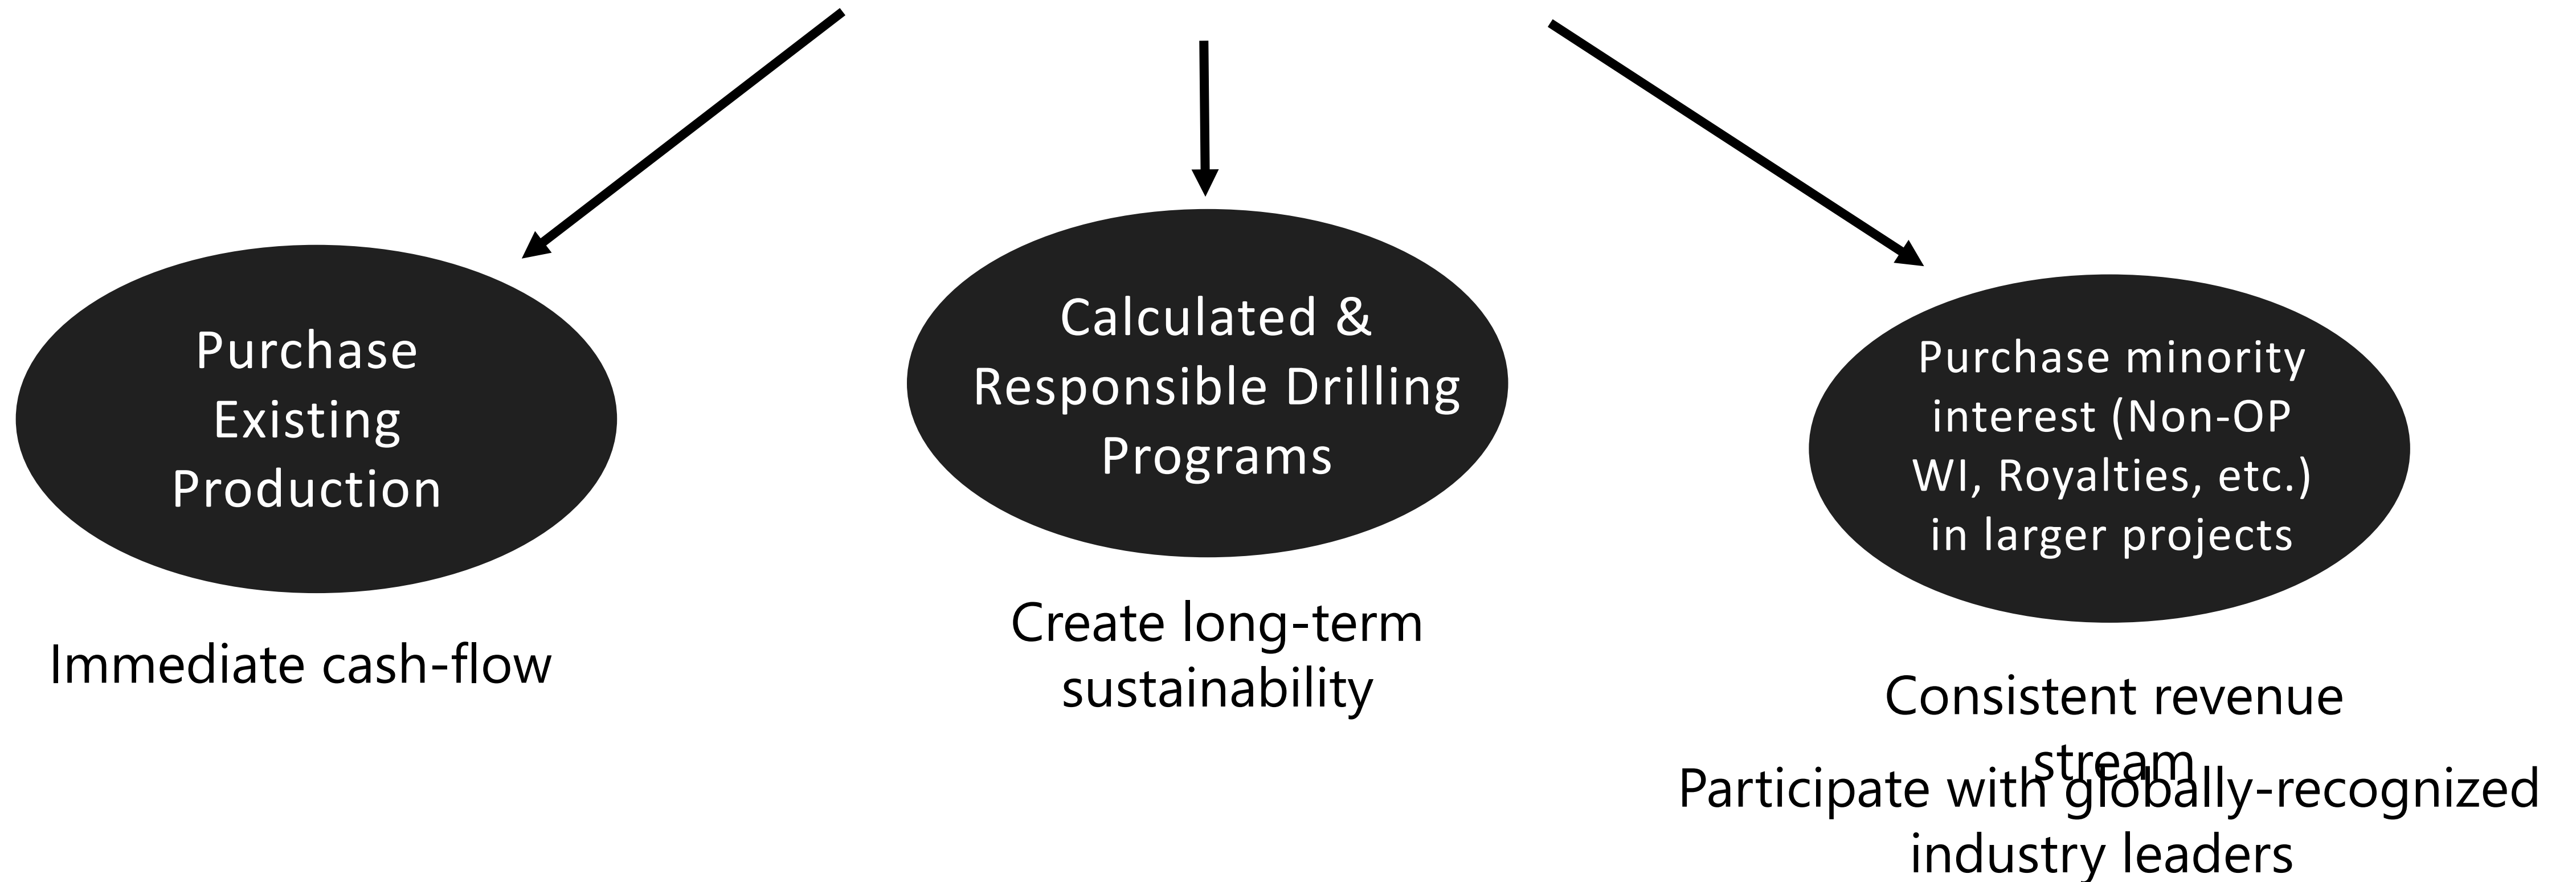 Purchase
Existing
Production
Immediate cash-flow
Calculated &
Responsible Drilling
Programs
Create long-term
sustainability
Purchase minority
interest (Non-OP
WI, Royalties, etc.)
in larger projects
Consistent revenue
stream
Participate with globally-recognized
industry leaders